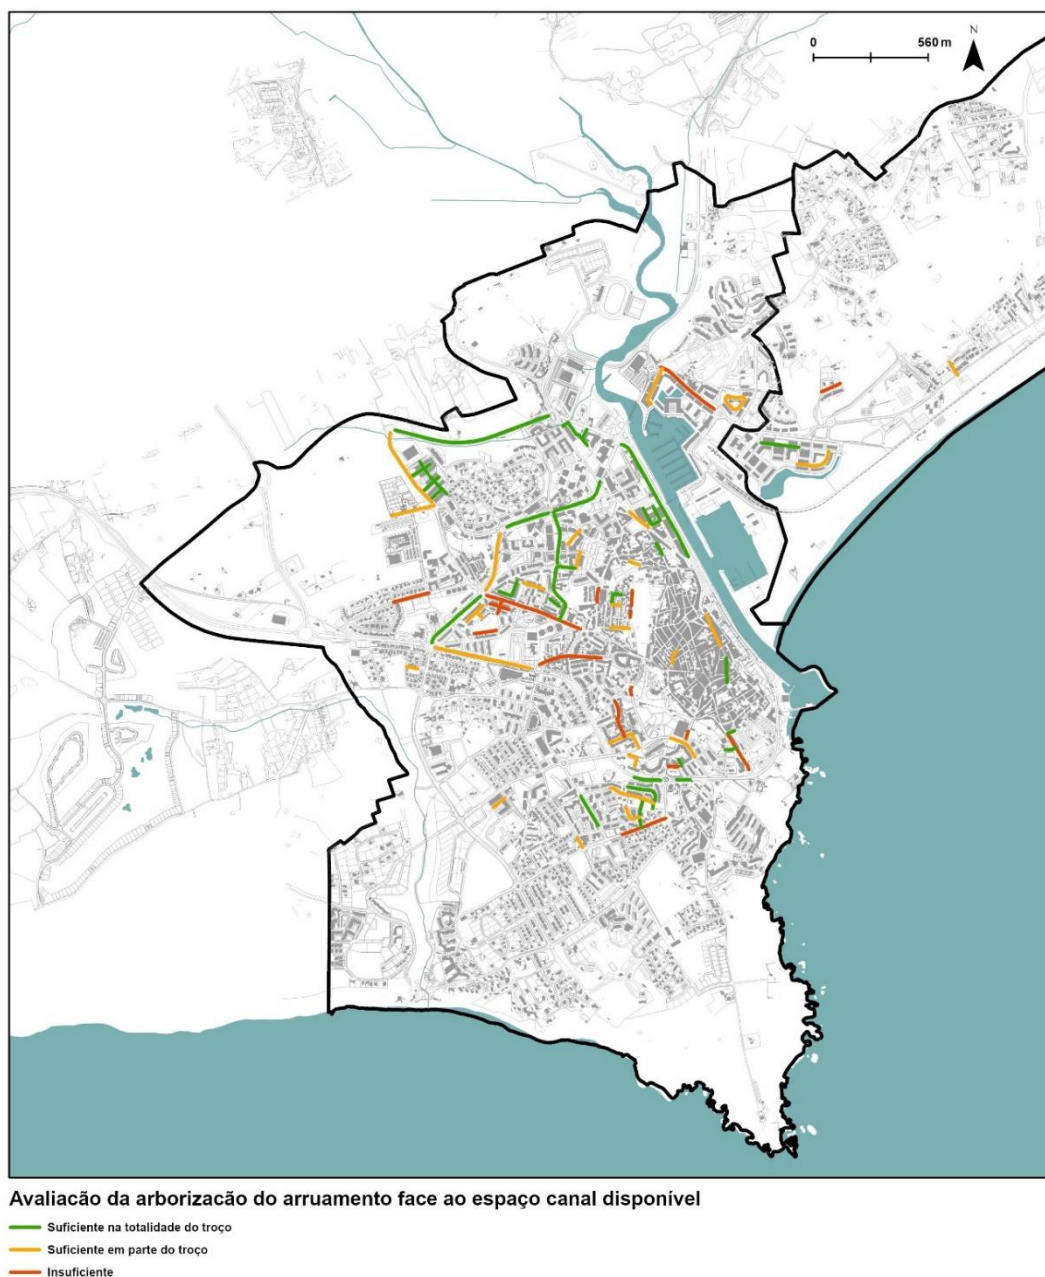 0 560 m
N
Avaliacão da arborizacão do arruamento face ao espaço canal disponível
Suficiente na totalidade do troço
Suficiente em parte do troço
Insuficiente